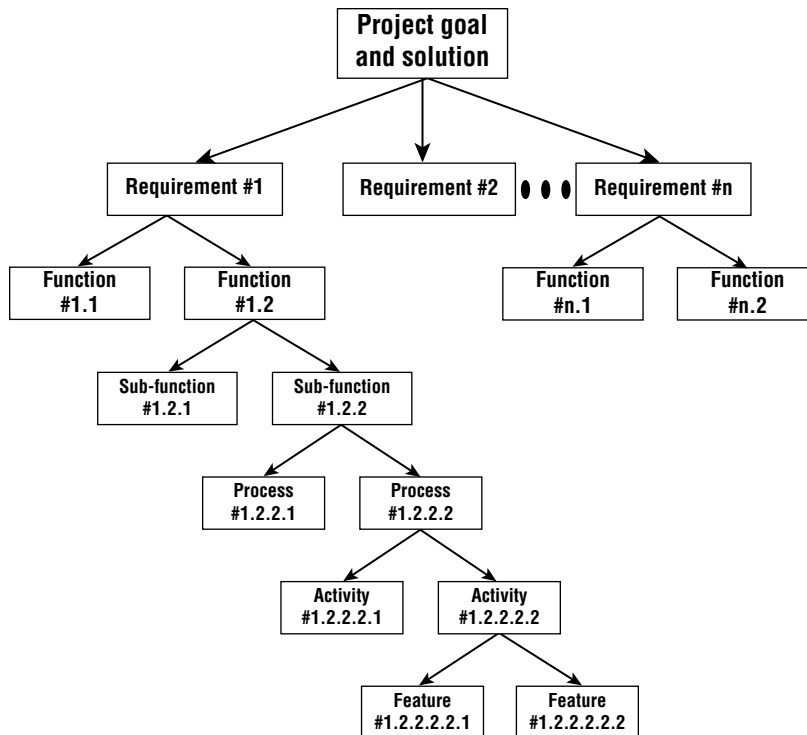 Project goal
and solution
Requirement #1
Requirement #2
Requirement #n
Function
#1.1
Function
#1.2
Function
#n.1
Function
#n.2
Sub-function
#1.2.1
Sub-function
#1.2.2
Process
#1.2.2.1
Process
#1.2.2.2
Activity
#1.2.2.2.1
Activity
#1.2.2.2.2
Feature
#1.2.2.2.2.1
Feature
#1.2.2.2.2.2